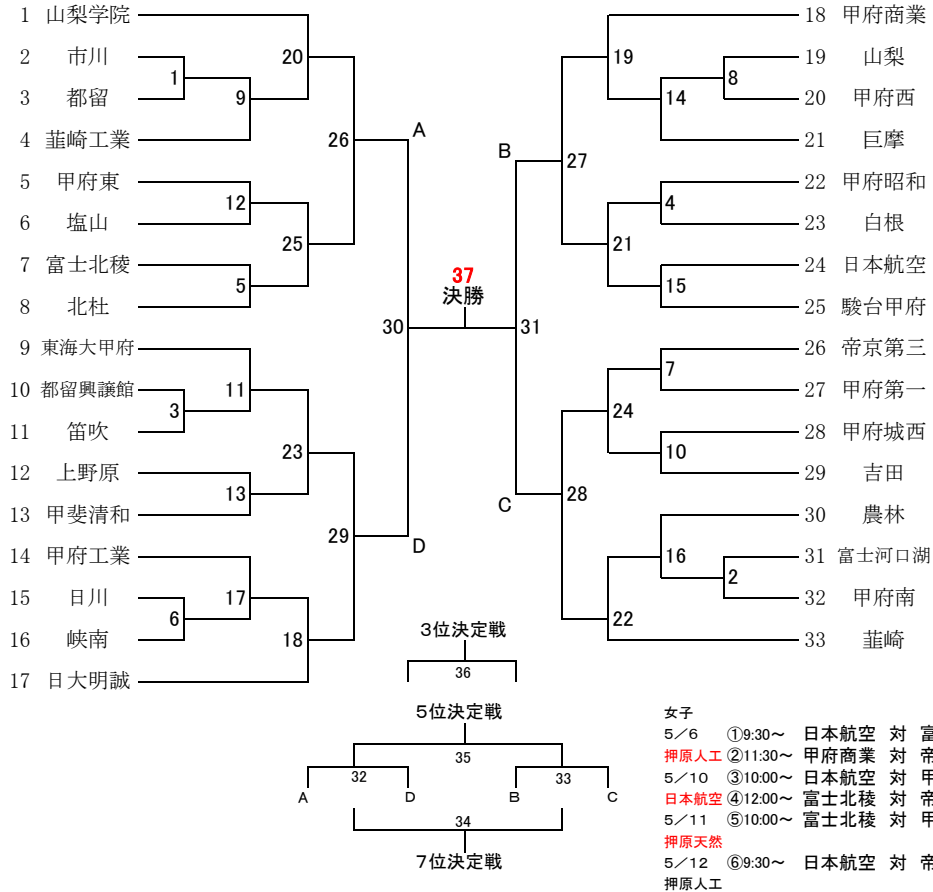 1 山梨学院
2 市川
3 都留
4 韮崎工業
5 甲府東
6 塩山
7 富士北稜
8 北杜
9 東海大甲府
10 都留興譲館
11 笛吹
12 上野原
13 甲斐清和
14 甲府工業
15 日川
16 峡南
17 日大明誠
1
9
20
12
5
25
26
A
3
11
13
23
6
17
18
29
D
30
37
決勝
31
B
27
19
14
8
4
21
15
7
24
10
28
C
16
2
22
18 甲府商業
19 山梨
20 甲府西
21 巨摩
22 甲府昭和
23 白根
24 日本航空
25 駿台甲府
26 帝京第三
27 甲府第一
28 甲府城西
29 吉田
30 農林
31 富士河口湖
32 甲府南
33 韮崎
3位決定戦
36
5位決定戦
35
32 33
A D B C
34
7位決定戦
女子
5/6 ①9:30~ 日本航空 対 富
押原人工 ②11:30~ 甲府商業 対 帝
5/10 ③10:00~ 日本航空 対 甲
日本航空 ④12:00~ 富士北稜 対 帝
5/11 ⑤10:00~ 富士北稜 対 甲
押原天然
5/12 ⑥9:30~ 日本航空 対 帝
押原人工